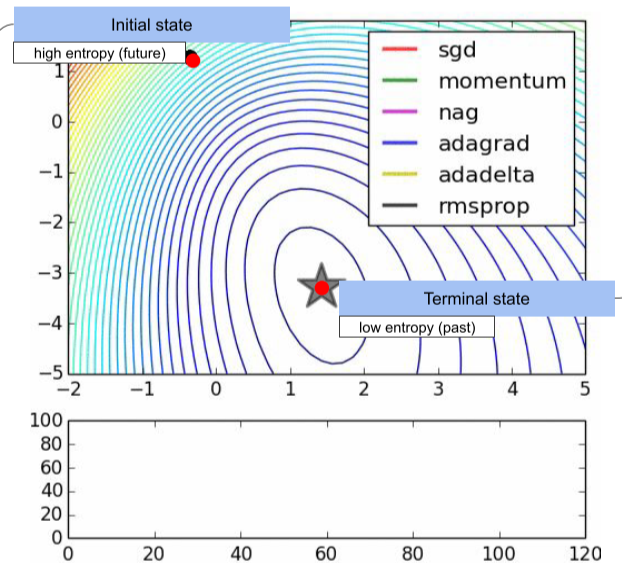 Initial state
high entropy (future)
1
0
−1
−2
−3
−4
−5
−2 −1 0 1 2 3 4 5
sgd
momentum
nag
adagrad
adadelta
rmsprop
Terminal state
low entropy (past)
100
80
60
40
20
0
0 20 40 60 80 100 120